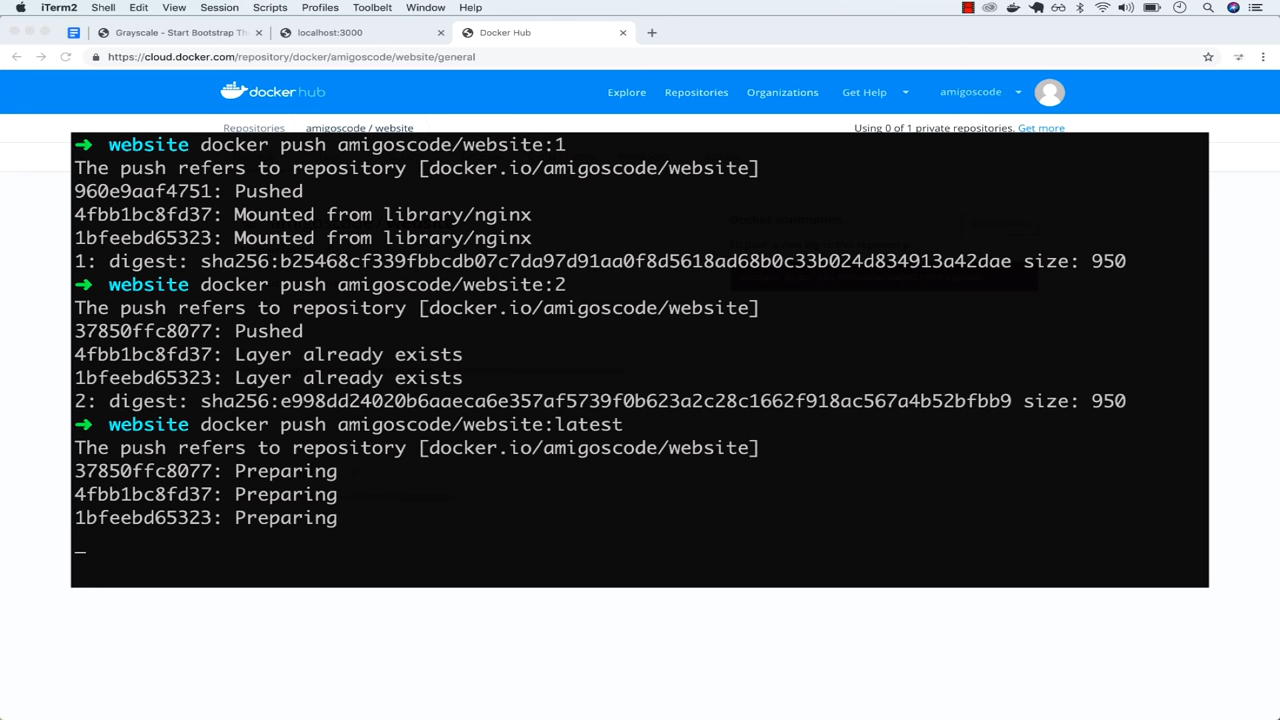 iTerm2 Shell Edit View Session Scripts Profiles Toolbelt Window Help
Grayscale - Start Bootstrap Th localhost:3000 Docker Hub
https://cloud.docker.com/repository/docker/amigoscode/website/general
docker hub Explore Repositories Organizations Get Help amigoscode
Repositories amigoscode / website Using 0 of 1 private repositories. Get more
➜ website docker push amigoscode/website:1
The push refers to repository [docker.io/amigoscode/website]
960e9aaf4751: Pushed
4fbb1bc8fd37: Mounted from library/nginx
1bfeebd65323: Mounted from library/nginx
1: digest: sha256:b25468cf339fbbcdb07c7da97d91aa0f8d5618ad68b0c33b024d834913a42dae size: 950
➜ website docker push amigoscode/website:2
The push refers to repository [docker.io/amigoscode/website]
37850ffc8077: Pushed
4fbb1bc8fd37: Layer already exists
1bfeebd65323: Layer already exists
2: digest: sha256:e998dd24020b6aaeca6e357af5739f0b623a2c28c1662f918ac567a4b52bfbb9 size: 950
➜ website docker push amigoscode/website:latest
The push refers to repository [docker.io/amigoscode/website]
37850ffc8077: Preparing
4fbb1bc8fd37: Preparing
1bfeebd65323: Preparing